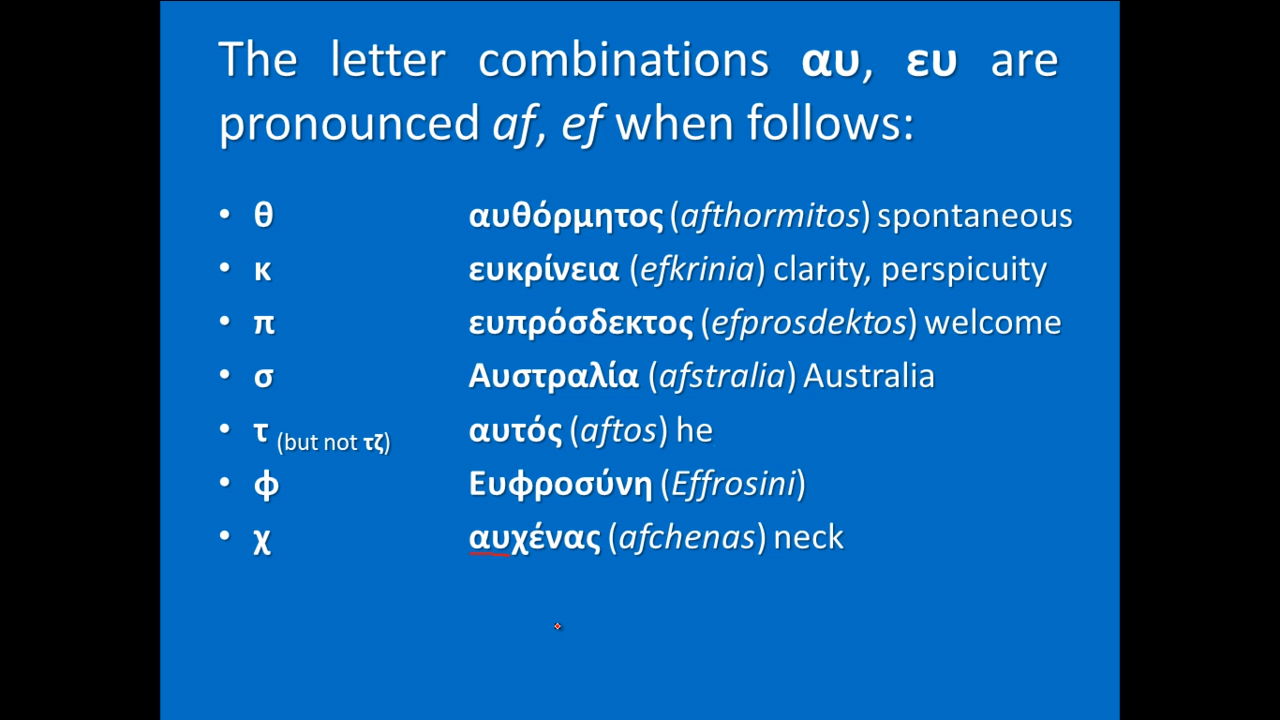 The letter combinations αυ, ευ are
pronounced af, ef when follows:
• θ αυθόρμητος (afthormitos) spontaneous
• κ ευκρίνεια (efkrinia) clarity, perspicuity
• π ευπρόσδεκτος (efprosdektos) welcome
• σ Αυστραλία (afstralia) Australia
• τ (but not τζ) αυτός (aftos) he
• φ Ευφροσύνη (Effrosini)
• χ αυχένας (afchenas) neck